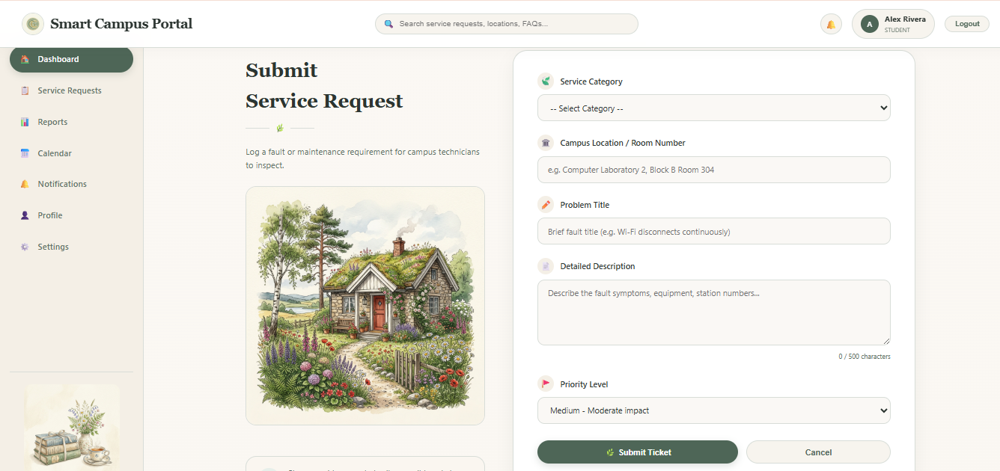 Smart Campus Portal
Search service requests, locations, FAQs...
A
Alex Rivera
STUDENT
Logout
Dashboard
Service Requests
Reports
Calendar
Notifications
Profile
Settings
Submit
Service Request
Log a fault or maintenance requirement for campus technicians
to inspect.
Service Category
-- Select Category --
Campus Location / Room Number
e.g. Computer Laboratory 2, Block B Room 304
Problem Title
Brief fault title (e.g. Wi-Fi disconnects continuously)
Detailed Description
Describe the fault symptoms, equipment, station numbers...
0 / 500 characters
Priority Level
Medium - Moderate impact
Submit Ticket
Cancel